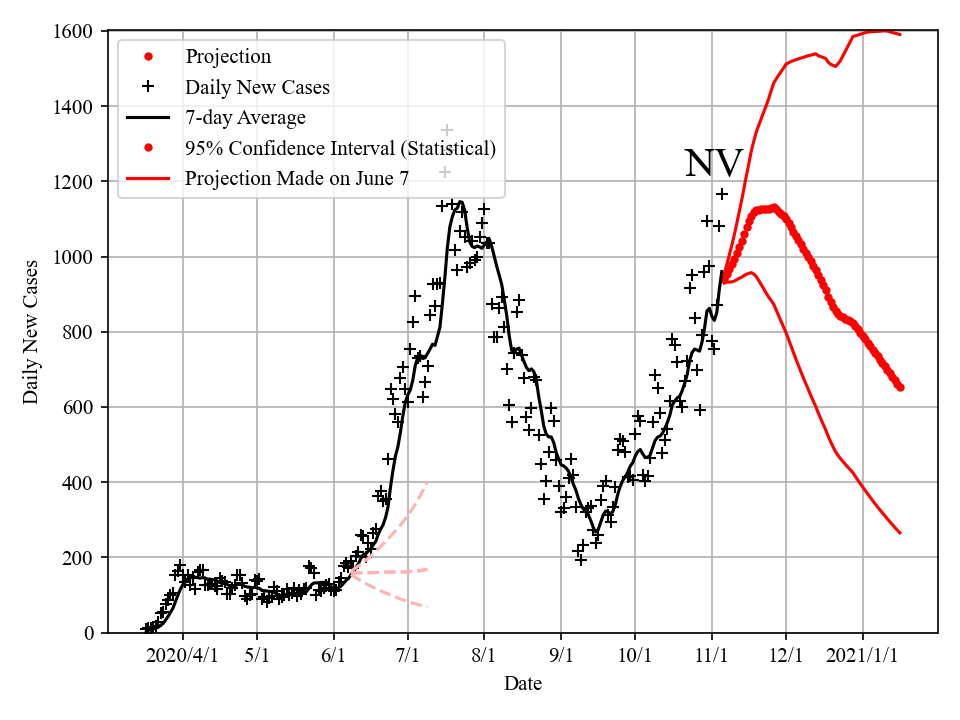 1600
1400
1200
1000
800
600
400
200
0
Daily New Cases
Projection
Daily New Cases
7-day Average
95% Confidence Interval (Statistical)
Projection Made on June 7
NV
2020/4/1 5/1 6/1 7/1 8/1 9/1 10/1 11/1 12/1 2021/1/1
Date